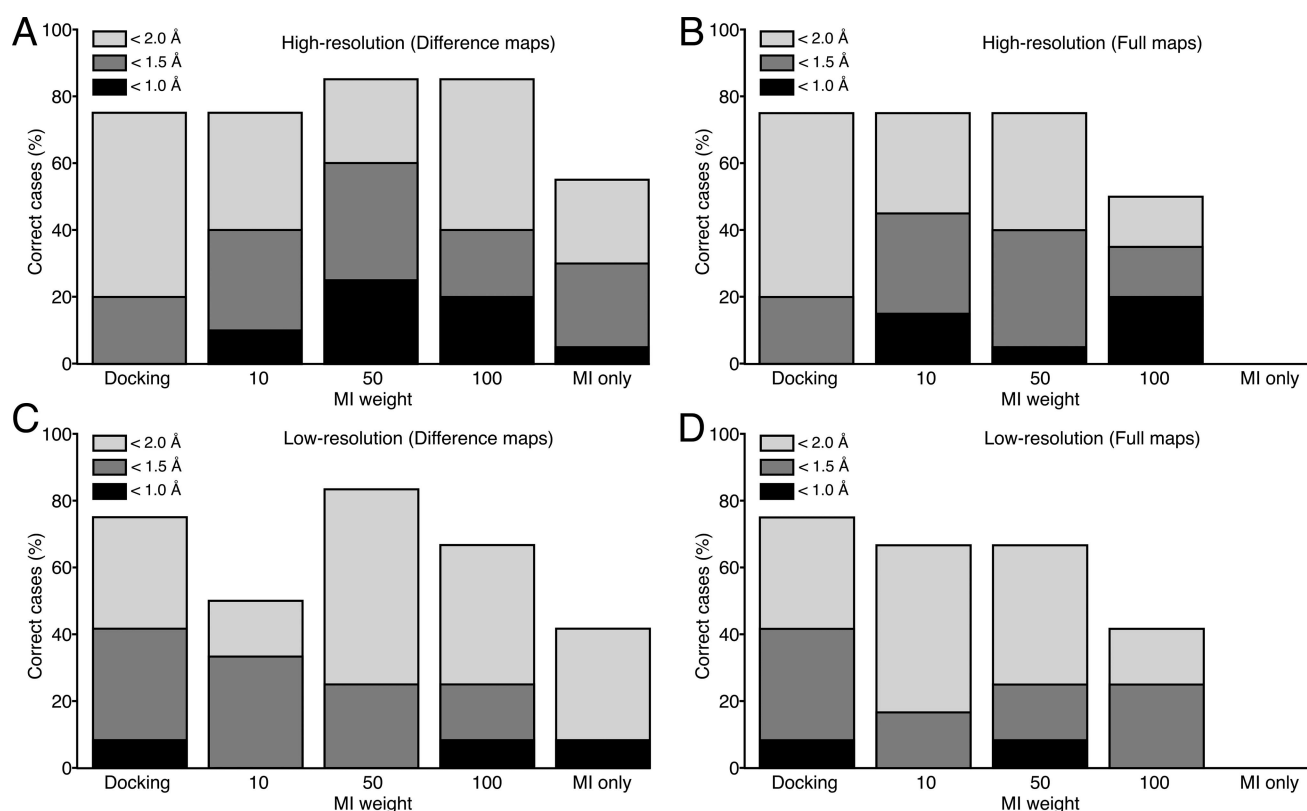 A
High-resolution (Difference maps)
< 2.0 Å
< 1.5 Å
< 1.0 Å
Correct cases (%)
100
80
60
40
20
0
Docking 10 50 100 MI only
MI weight
B
High-resolution (Full maps)
< 2.0 Å
< 1.5 Å
< 1.0 Å
Correct cases (%)
100
80
60
40
20
0
Docking 10 50 100 MI only
MI weight
C
Low-resolution (Difference maps)
< 2.0 Å
< 1.5 Å
< 1.0 Å
Correct cases (%)
100
80
60
40
20
0
Docking 10 50 100 MI only
MI weight
D
Low-resolution (Full maps)
< 2.0 Å
< 1.5 Å
< 1.0 Å
Correct cases (%)
100
80
60
40
20
0
Docking 10 50 100 MI only
MI weight